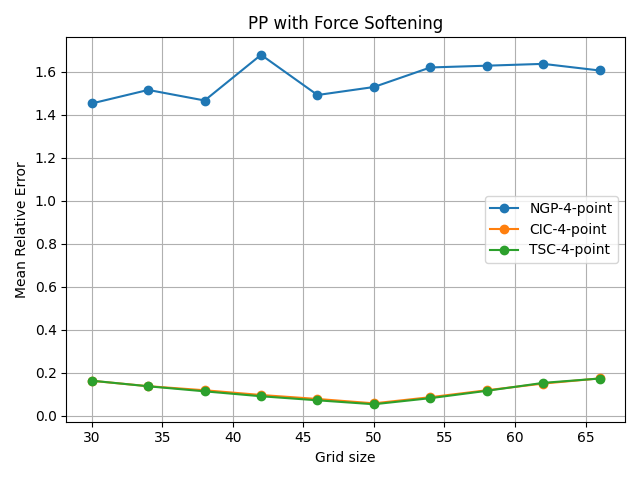 PP with Force Softening
Mean Relative Error
1.6
1.4
1.2
1.0
0.8
0.6
0.4
0.2
0.0
NGP-4-point
CIC-4-point
TSC-4-point
30 35 40 45 50 55 60 65
Grid size